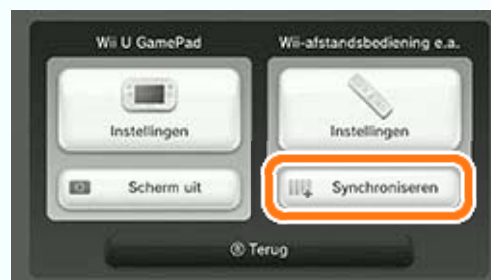 Wii U GamePad
Wii-afstandsbediening e.a.
Instellingen
Instellingen
Scherm uit
Synchroniseren
Ⓑ Terug